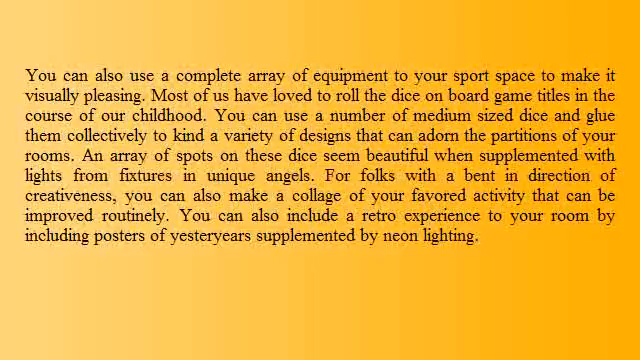 You can also use a complete array of equipment to your sport space to make it
visually pleasing. Most of us have loved to roll the dice on board game titles in the
course of our childhood. You can use a number of medium sized dice and glue
them collectively to kind a variety of designs that can adorn the partitions of your
rooms. An array of spots on these dice seem beautiful when supplemented with
lights from fixtures in unique angels. For folks with a bent in direction of
creativeness, you can also make a collage of your favored activity that can be
improved routinely. You can also include a retro experience to your room by
including posters of yesteryears supplemented by neon lighting.